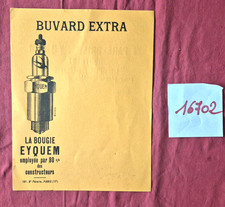 BUVARD EXTRA
EYQUEM
LA BOUGIE
EYQUEM
employée par 80 %
des
constructeurs
16702